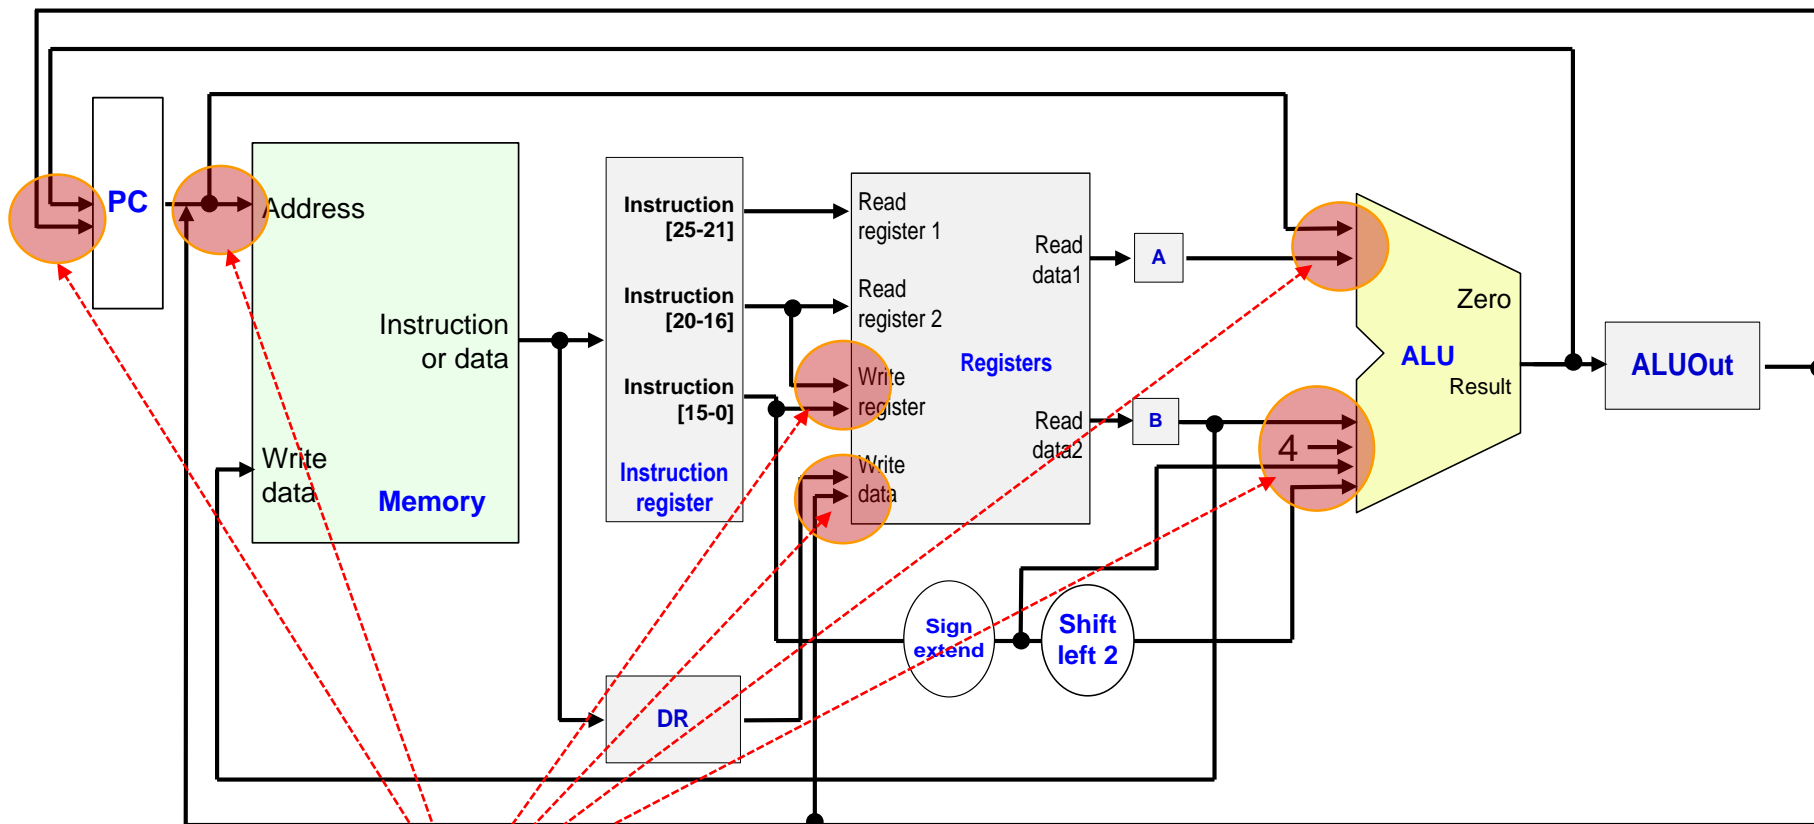 PC
Address
Instruction
or data
Write
data
Memory
Instruction
[25-21]
Instruction
[20-16]
Instruction
[15-0]
Instruction
register
Read
register 1
Read
register 2
Write
register
Write
data
Registers
Read
data1
Read
data2
A
B
4
Zero
ALU
Result
ALUOut
Sign
extend
Shift
left 2
DR